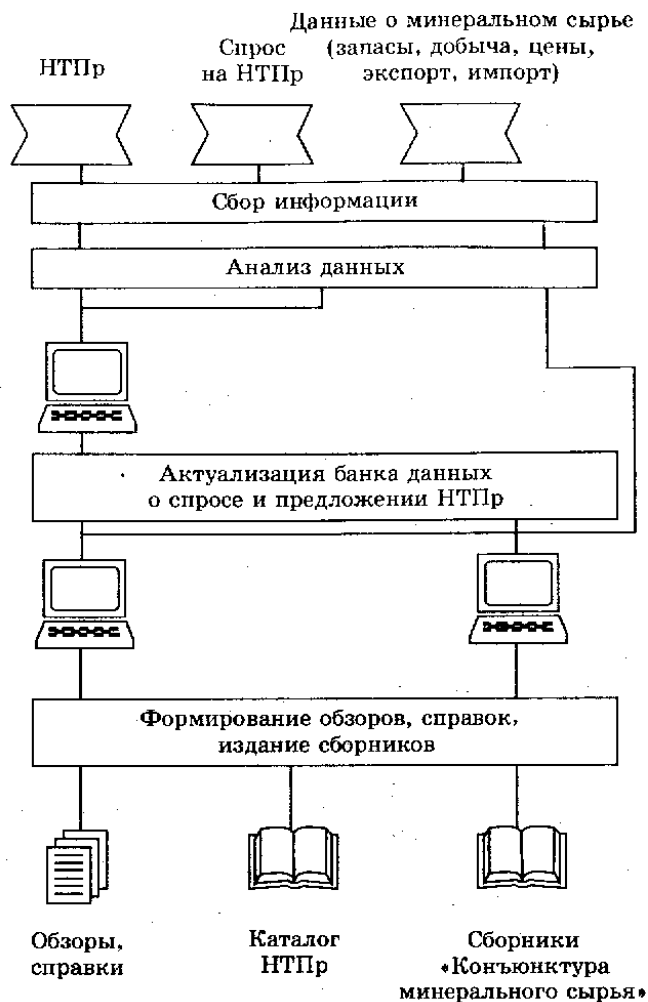 НТПр
Спрос
на НТПр
Данные о минеральном сырье
(запасы, добыча, цены,
экспорт, импорт)
Сбор информации
Анализ данных
Актуализация банка данных
о спросе и предложении НТПр
Формирование обзоров, справок,
издание сборников
Обзоры,
справки
Каталог
НТПр
Сборники
«Конъюнктура
минерального сырья»